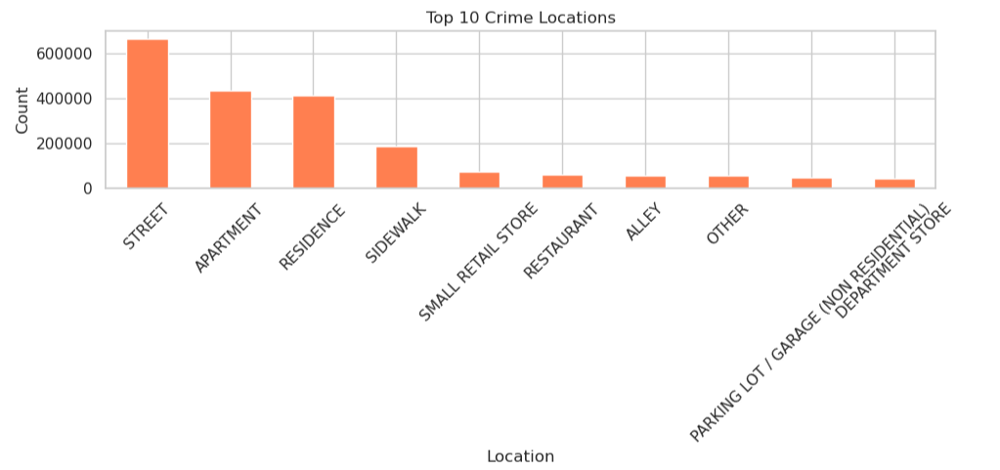 Top 10 Crime Locations
600000
400000
200000
0
Count
STREET
APARTMENT
RESIDENCE
SIDEWALK
SMALL RETAIL STORE
RESTAURANT
ALLEY
OTHER
PARKING LOT / GARAGE (NON RESIDENTIAL)
DEPARTMENT STORE
Location